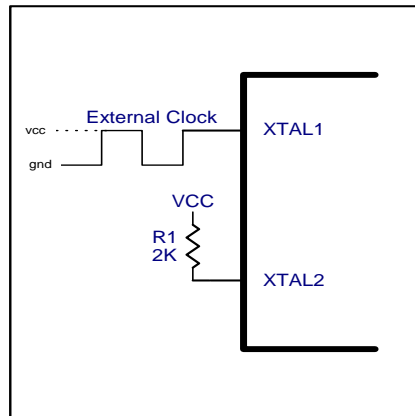 External Clock
vcc
XTAL1
gnd
VCC
R1
2K
XTAL2